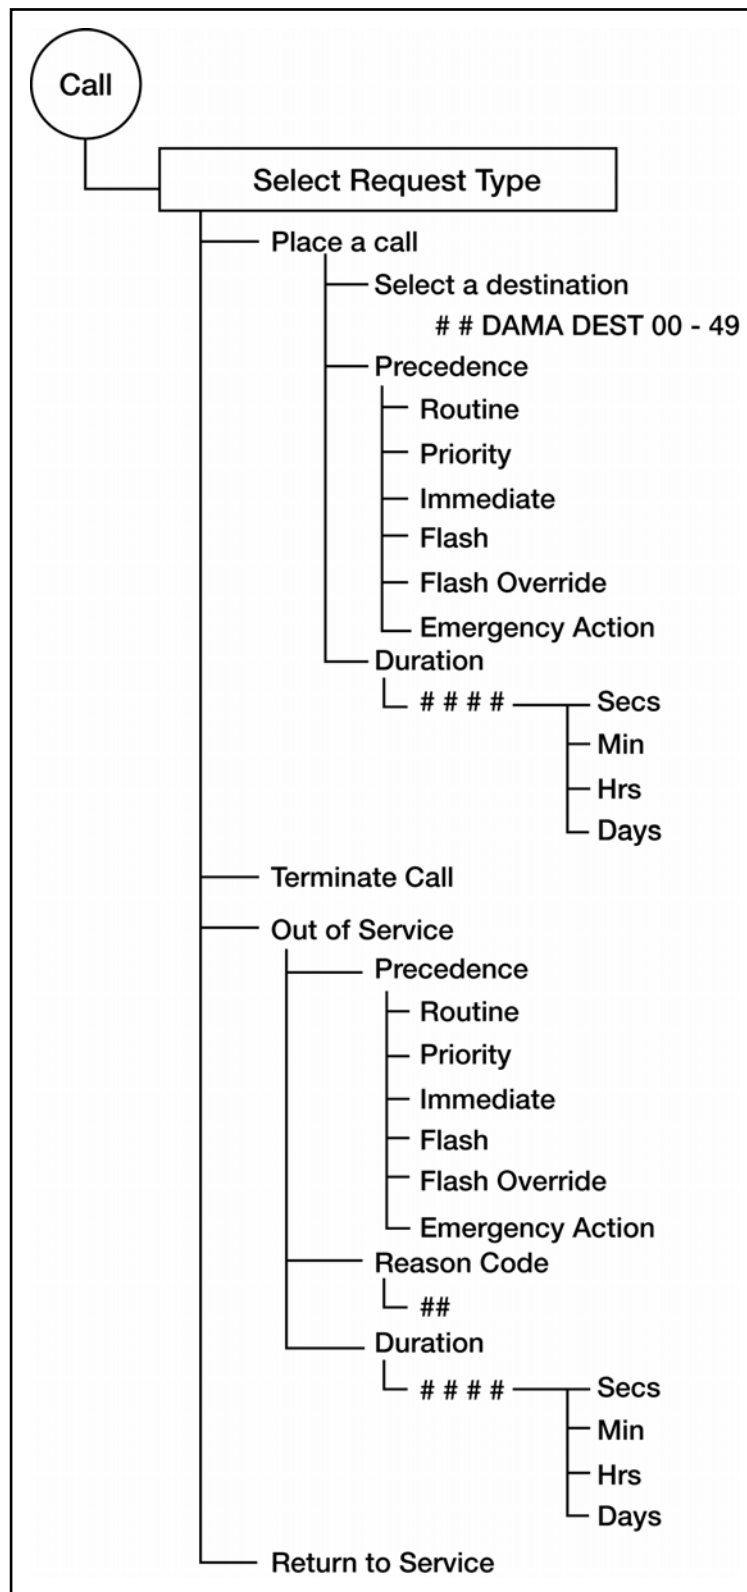 Call
Select Request Type
Place a call
Select a destination
# # DAMA DEST 00 - 49
Precedence
Routine
Priority
Immediate
Flash
Flash Override
Emergency Action
Duration
# # # # Secs
Min
Hrs
Days
Terminate Call
Out of Service
Precedence
Routine
Priority
Immediate
Flash
Flash Override
Emergency Action
Reason Code
##
Duration
# # # # Secs
Min
Hrs
Days
Return to Service